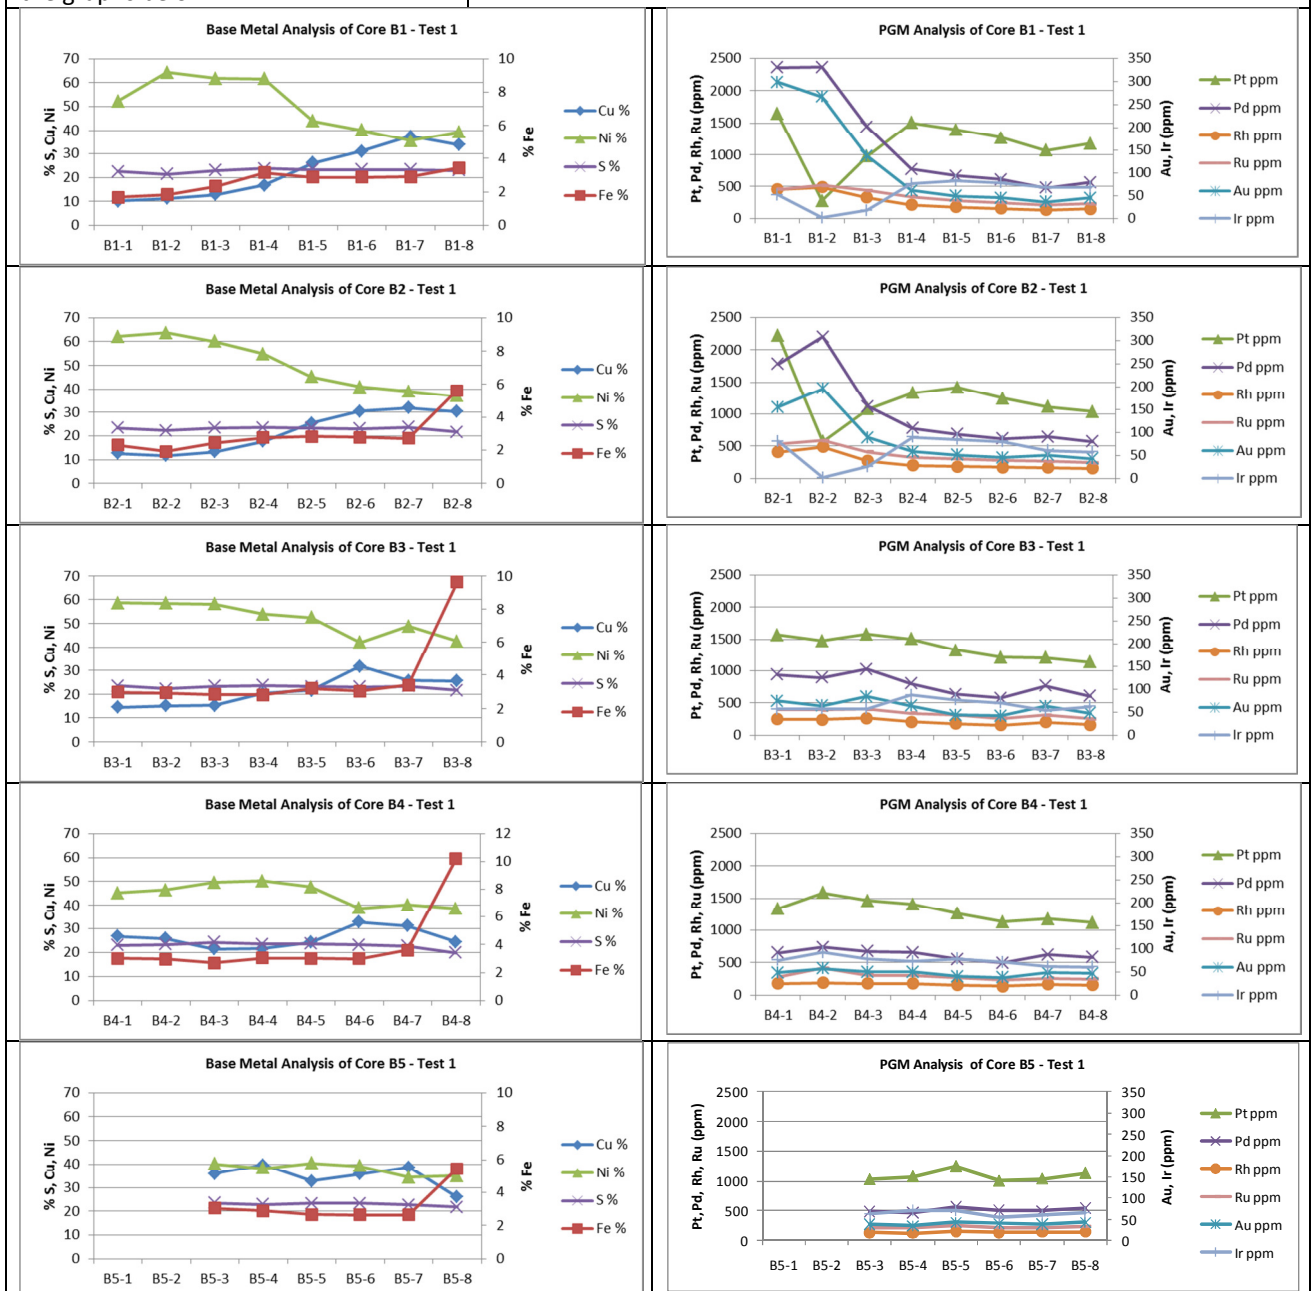 Base Metal Analysis of Core B1 - Test 1
% S, Cu, Ni
70
60
50
40
30
20
10
0
10
8
6
4
2
0
% Fe
B1-1 B1-2 B1-3 B1-4 B1-5 B1-6 B1-7 B1-8
Cu %
Ni %
S %
Fe %
PGM Analysis of Core B1 - Test 1
Pt, Pd, Rh, Ru (ppm)
2500
2000
1500
1000
500
0
350
300
250
200
150
100
50
0
Au, Ir (ppm)
B1-1 B1-2 B1-3 B1-4 B1-5 B1-6 B1-7 B1-8
Pt ppm
Pd ppm
Rh ppm
Ru ppm
Au ppm
Ir ppm
Base Metal Analysis of Core B2 - Test 1
% S, Cu, Ni
70
60
50
40
30
20
10
0
10
8
6
4
2
0
% Fe
B2-1 B2-2 B2-3 B2-4 B2-5 B2-6 B2-7 B2-8
Cu %
Ni %
S %
Fe %
PGM Analysis of Core B2 - Test 1
Pt, Pd, Rh, Ru (ppm)
2500
2000
1500
1000
500
0
350
300
250
200
150
100
50
0
Au, Ir (ppm)
B2-1 B2-2 B2-3 B2-4 B2-5 B2-6 B2-7 B2-8
Pt ppm
Pd ppm
Rh ppm
Ru ppm
Au ppm
Ir ppm
Base Metal Analysis of Core B3 - Test 1
% S, Cu, Ni
70
60
50
40
30
20
10
0
10
8
6
4
2
0
% Fe
B3-1 B3-2 B3-3 B3-4 B3-5 B3-6 B3-7 B3-8
Cu %
Ni %
S %
Fe %
PGM Analysis of Core B3 - Test 1
Pt, Pd, Rh, Ru (ppm)
2500
2000
1500
1000
500
0
350
300
250
200
150
100
50
0
Au, Ir (ppm)
B3-1 B3-2 B3-3 B3-4 B3-5 B3-6 B3-7 B3-8
Pt ppm
Pd ppm
Rh ppm
Ru ppm
Au ppm
Ir ppm
Base Metal Analysis of Core B4 - Test 1
% S, Cu, Ni
70
60
50
40
30
20
10
0
12
10
8
6
4
2
0
% Fe
B4-1 B4-2 B4-3 B4-4 B4-5 B4-6 B4-7 B4-8
Cu %
Ni %
S %
Fe %
PGM Analysis of Core B4 - Test 1
Pt, Pd, Rh, Ru (ppm)
2500
2000
1500
1000
500
0
350
300
250
200
150
100
50
0
Au, Ir (ppm)
B4-1 B4-2 B4-3 B4-4 B4-5 B4-6 B4-7 B4-8
Pt ppm
Pd ppm
Rh ppm
Ru ppm
Au ppm
Ir ppm
Base Metal Analysis of Core B5 - Test 1
% S, Cu, Ni
70
60
50
40
30
20
10
0
10
8
6
4
2
0
% Fe
B5-1 B5-2 B5-3 B5-4 B5-5 B5-6 B5-7 B5-8
Cu %
Ni %
S %
Fe %
PGM Analysis of Core B5 - Test 1
Pt,Pd, Rh, Ru (ppm)
2500
2000
1500
1000
500
0
350
300
250
200
150
100
50
0
Au, Ir (ppm)
B5-1 B5-2 B5-3 B5-4 B5-5 B5-6 B5-7 B5-8
Pt ppm
Pd ppm
Rh ppm
Ru ppm
Au ppm
Ir ppm